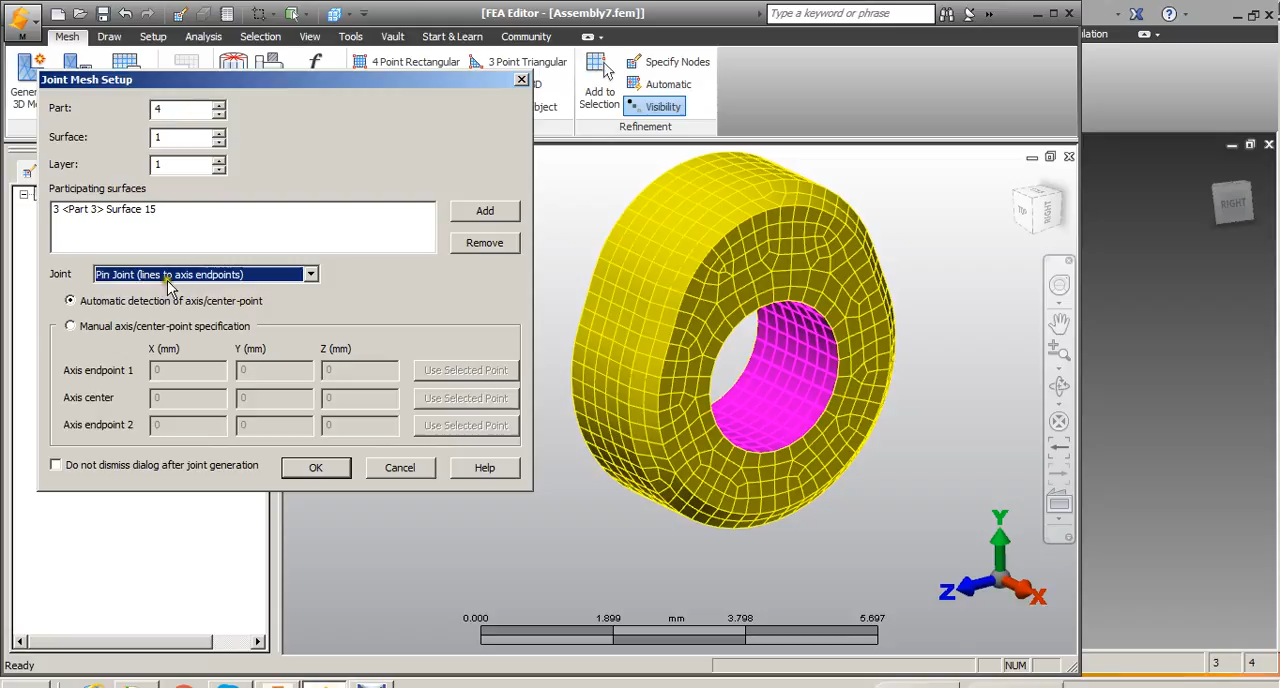 [FEA Editor - [Assembly7.fem]]
Type a keyword or phrase
M
Mesh Draw Setup Analysis Selection View Tools Vault Start & Learn Community
4 Point Rectangular
3 Point Triangular
Add to
Selection
Specify Nodes
Automatic
Visibility
Refinement
Joint Mesh Setup
Part: 4
Surface: 1
Layer: 1
Participating surfaces
3 <Part 3> Surface 15
Add
Remove
Joint Pin Joint (lines to axis endpoints)
Automatic detection of axis/center-point
Manual axis/center-point specification
X (mm) Y (mm) Z (mm)
Axis endpoint 1 0 0 0 Use Selected Point
Axis center 0 0 0 Use Selected Point
Axis endpoint 2 0 0 0 Use Selected Point
Do not dismiss dialog after joint generation
OK Cancel Help
TOP RIGHT
RIGHT
Y
Z
X
0.000 1.899 mm 3.798 5.697
Ready
NUM
3 4